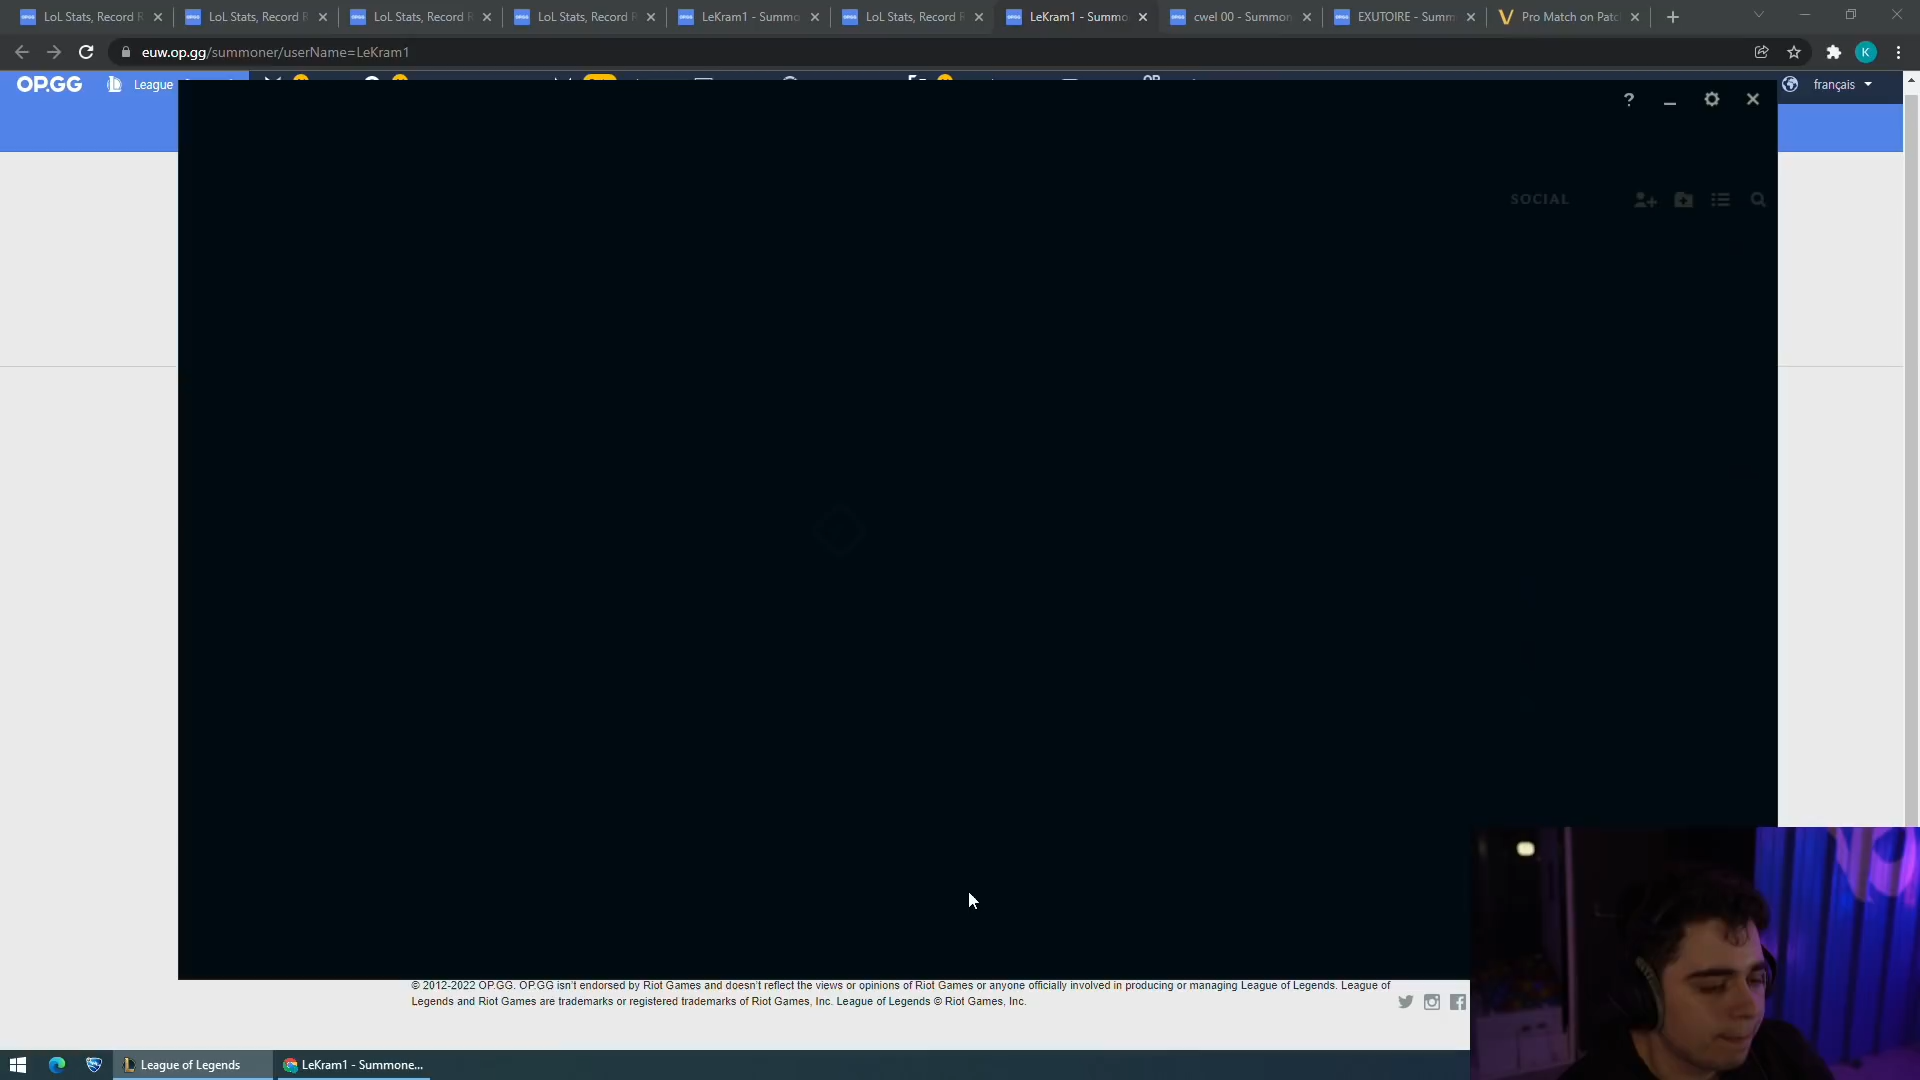 LoL Stats, Record R
LoL Stats, Record R
LoL Stats, Record R
LoL Stats, Record R
LeKram1 - Summo
LoL Stats, Record R
LeKram1 - Summo
cwel 00 - Summon
EXUTOIRE - Summ
Pro Match on Patc
euw.op.gg/summoner/userName=LeKram1
K
OP.GG
League
français
?
SOCIAL
© 2012-2022 OP.GG. OP.GG isn't endorsed by Riot Games and doesn't reflect the views or opinions of Riot Games or anyone officially involved in producing or managing League of Legends. League of
Legends and Riot Games are trademarks or registered trademarks of Riot Games, Inc. League of Legends © Riot Games, Inc.
League of Legends
LeKram1 - Summone...